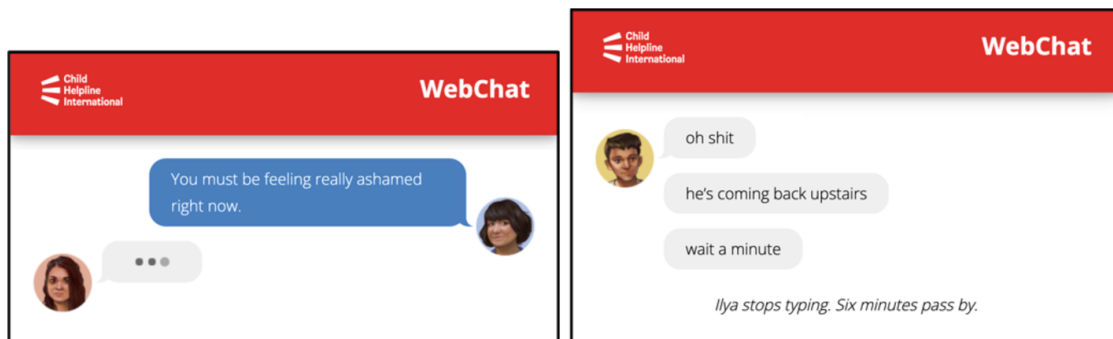 Child
Helpline
International
WebChat
You must be feeling really ashamed
right now.
Child
Helpline
International
WebChat
oh shit
he's coming back upstairs
wait a minute
Ilya stops typing. Six minutes pass by.